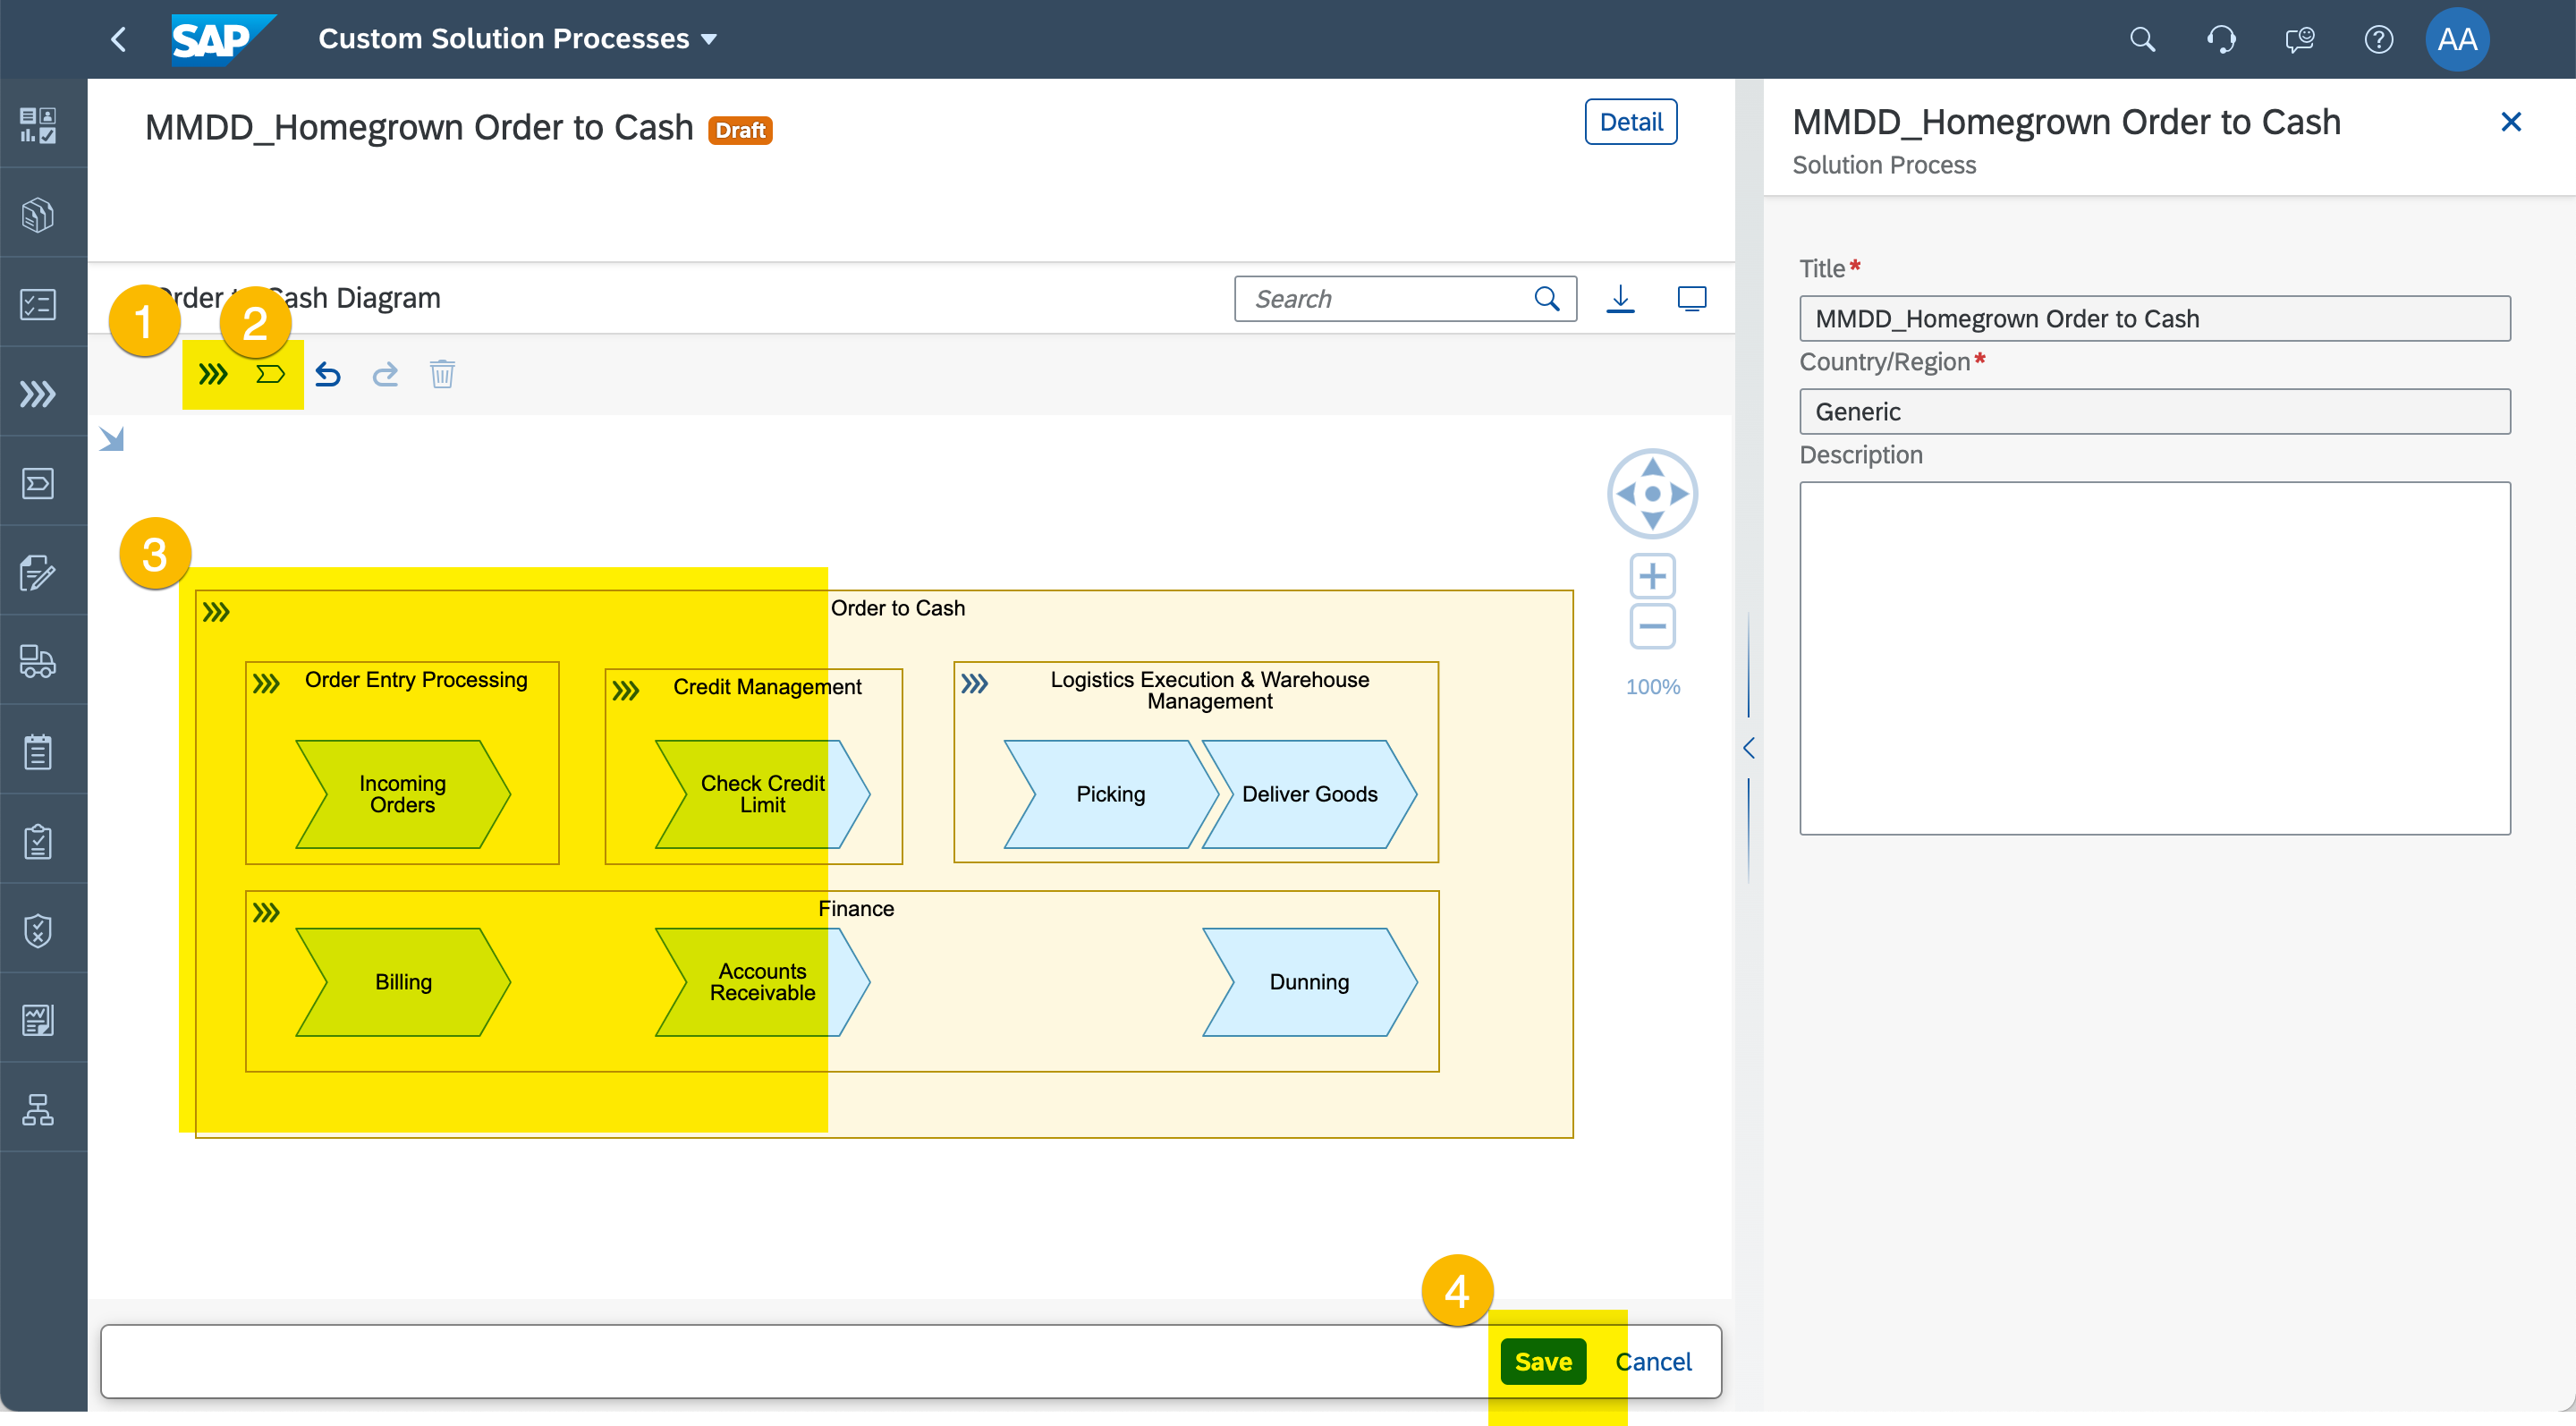 SAP Custom Solution Processes
AA
MMDD_Homegrown Order to Cash Draft
Detail
1
2
Order to Cash Diagram
Search
3
100%
Order to Cash
Order Entry Processing
Credit Management
Logistics Execution & Warehouse
Management
Incoming
Orders
Check Credit
Limit
Picking
Deliver Goods
Finance
Billing
Accounts
Receivable
Dunning
4
Save
Cancel
MMDD_Homegrown Order to Cash
Solution Process
Title*
MMDD_Homegrown Order to Cash
Country/Region*
Generic
Description